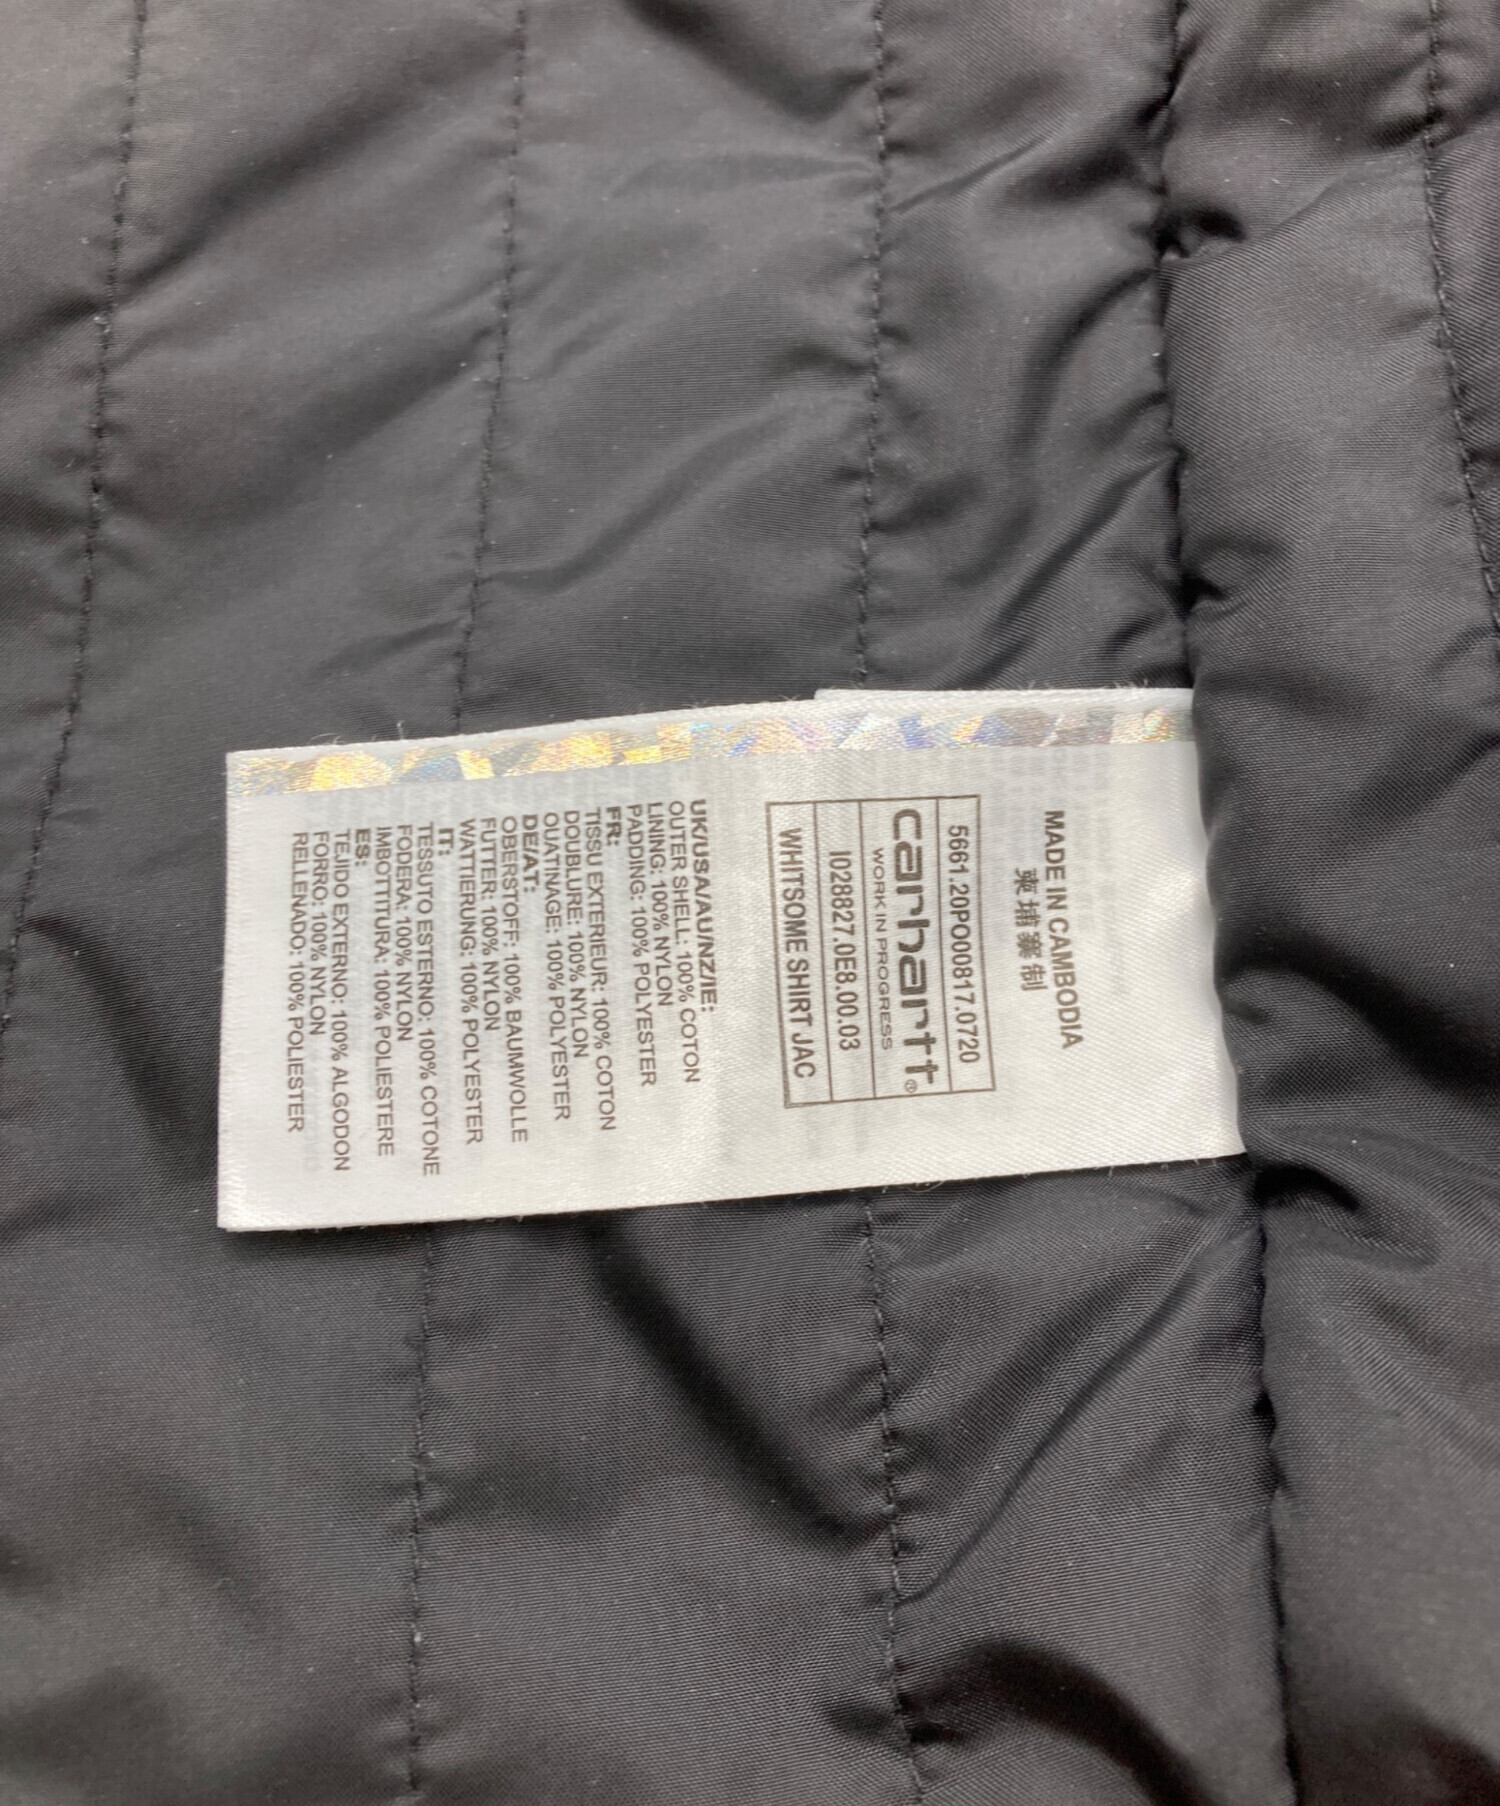 MADE IN CAMBODIA
柬埔寨制
5661.20PO00817.0720
carhartt®
WORK IN PROGRESS
I028827.0E8.00.03
WHITSOME SHIRT JAC
UK/USA/AU/NZ/IE:
OUTER SHELL: 100% COTON
LINING: 100% NYLON
PADDING: 100% POLYESTER
FR:
TISSU EXTERIEUR: 100% COTON
DOUBLURE: 100% NYLON
OUATINAGE: 100% POLYESTER
DE/AT:
OBERSTOFF: 100% BAUMWOLLE
FUTTER: 100% NYLON
WATTIERUNG: 100% POLYESTER
IT:
TESSUTO ESTERNO: 100% COTONE
FODERA: 100% NYLON
IMBOTTITURA: 100% POLIESTERE
ES:
TEJIDO EXTERNO: 100% ALGODON
FORRO: 100% NYLON
RELLENADO: 100% POLIESTER